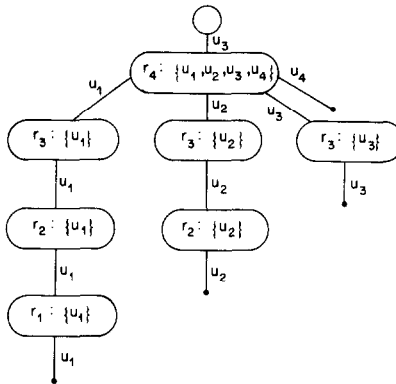 u₃
r₄ : {u₁ ,u₂ ,u₃ ,u₄}
u₁
u₂
u₃
u₄
r₃ : {u₁}
r₃ : {u₂}
r₃ : {u₃}
u₁
u₂
u₃
r₂ : {u₁}
r₂ : {u₂}
u₁
u₂
r₁ : {u₁}
u₁